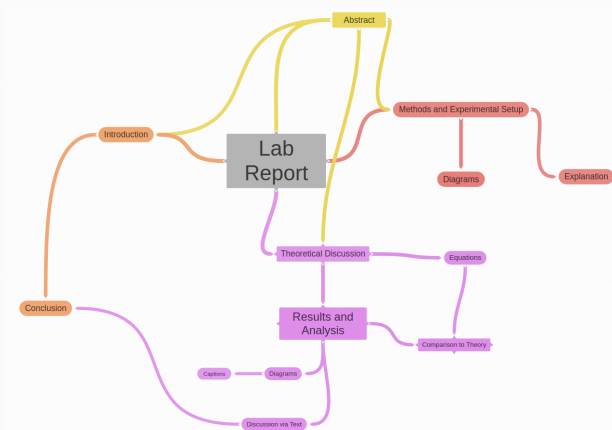 Abstract
Methods and Experimental Setup
Introduction
Lab
Report
Diagrams
Explanation
Theoretical Discussion
Equations
Conclusion
Results and
Analysis
Comparison to Theory
Captions
Diagrams
Discussion via Text